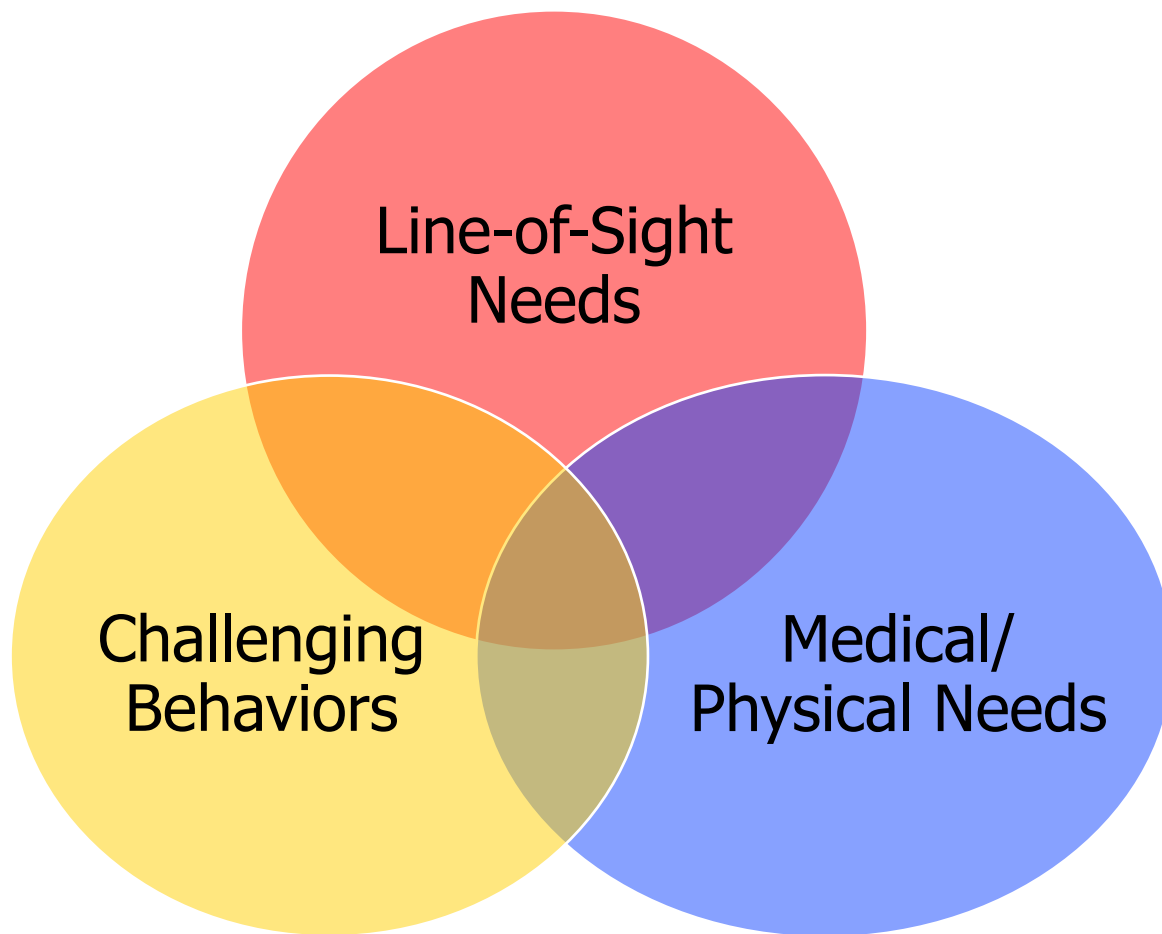 Line-of-Sight
Needs
Challenging
Behaviors
Medical/
Physical Needs